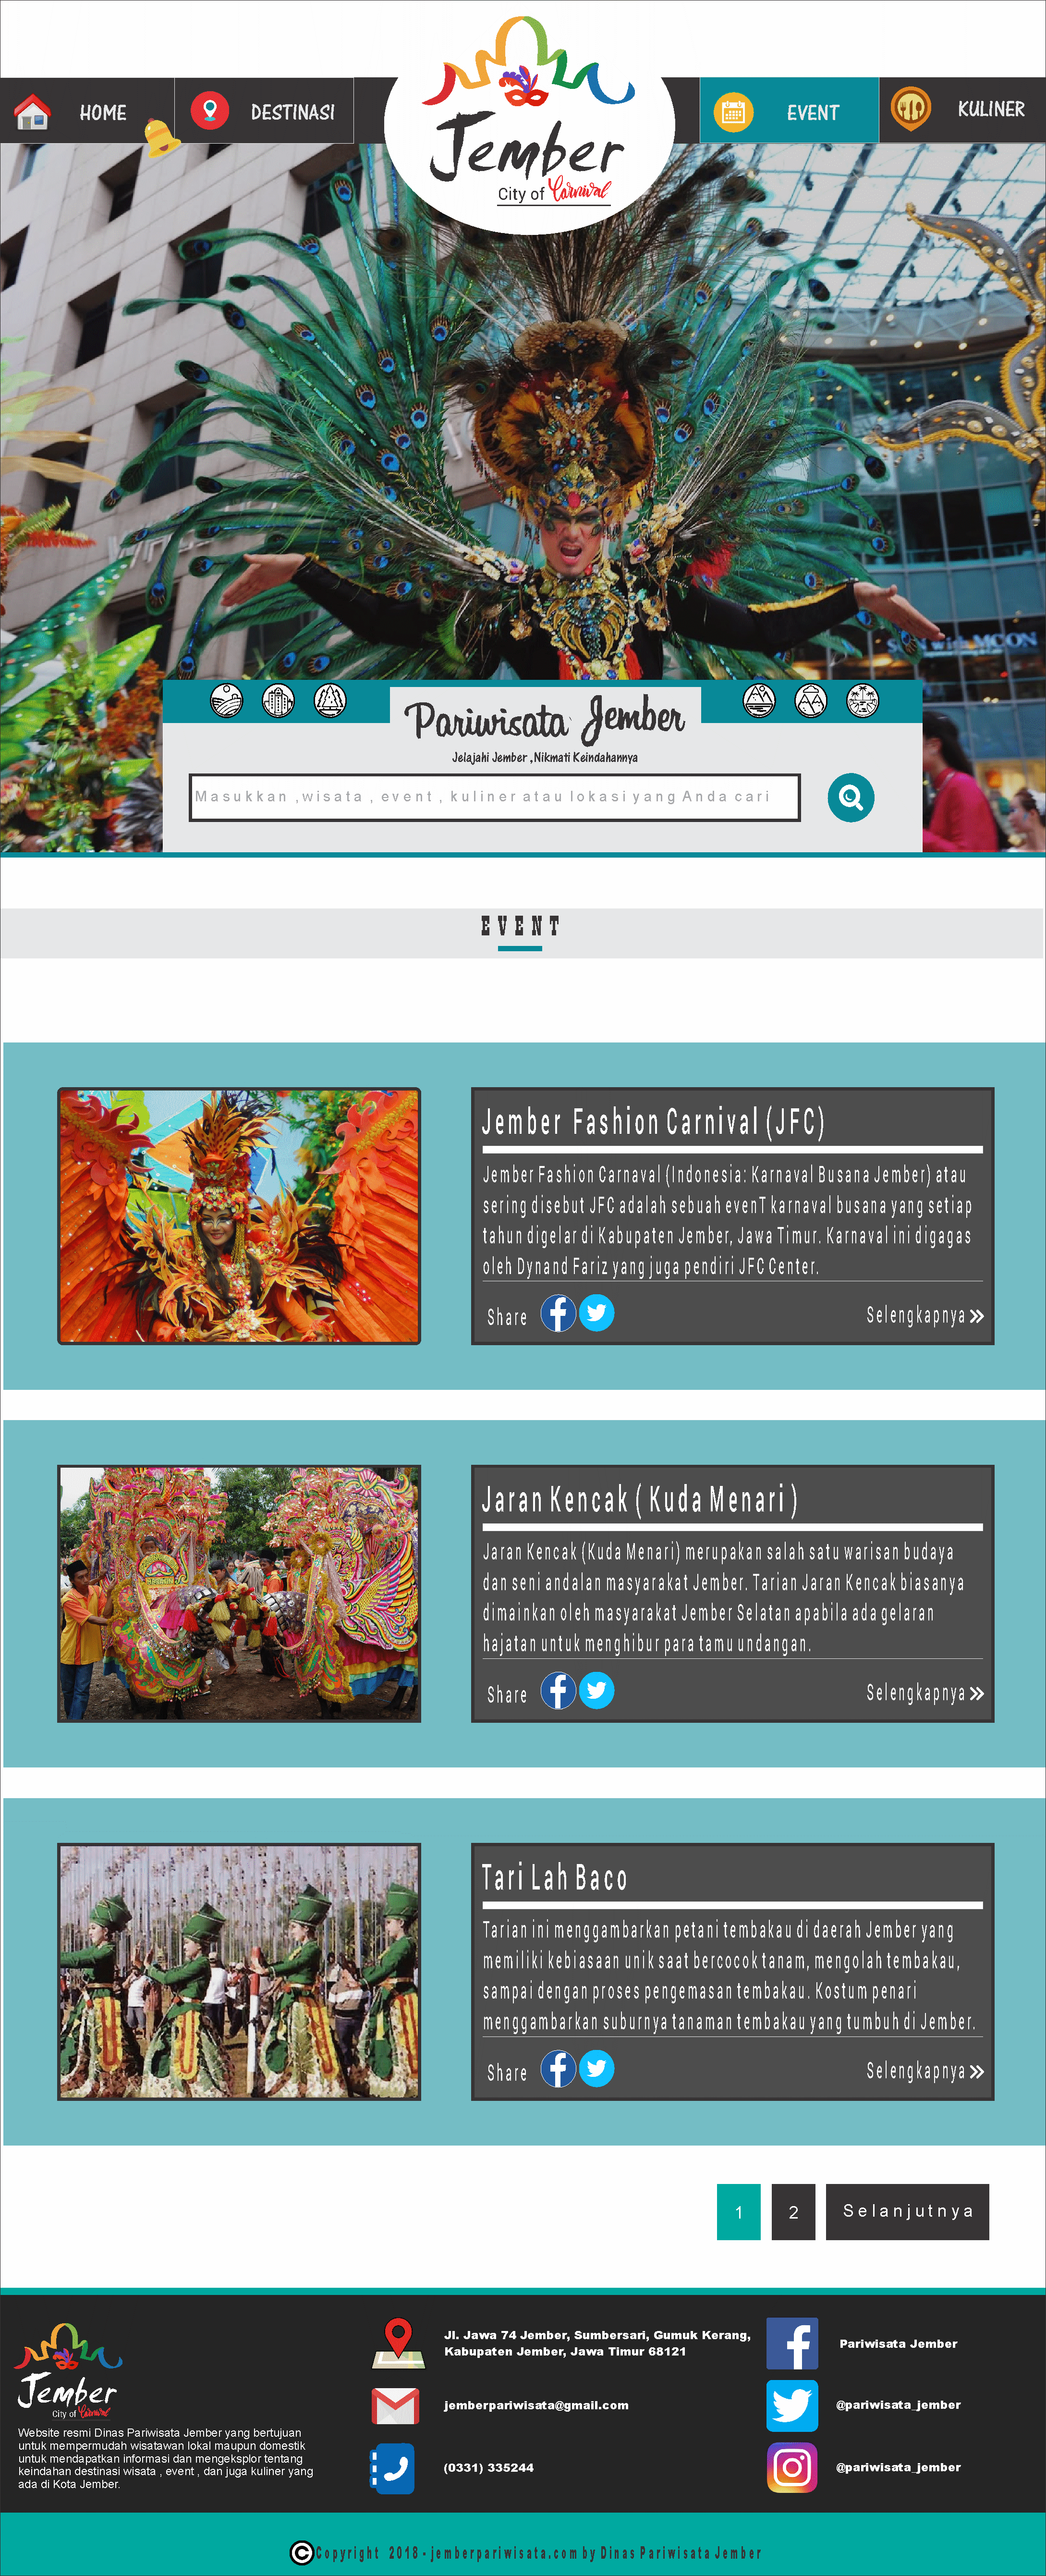 HOME
DESTINASI
Jember
City of Carnival
EVENT
KULINER
Pariwisata Jember
Jelajahi Jember ,Nikmati Keindahannya
Masukkan ,wisata , event , kuliner atau lokasi yang Anda cari
EVENT
Jember Fashion Carnival (JFC)
Jember Fashion Carnaval (Indonesia: Karnaval Busana Jember) atau
sering disebut JFC adalah sebuah evenT karnaval busana yang setiap
tahun digelar di Kabupaten Jember, Jawa Timur. Karnaval ini digagas
oleh Dynand Fariz yang juga pendiri JFC Center.
Share
Selengkapnya
Jaran Kencak ( Kuda Menari )
Jaran Kencak (Kuda Menari) merupakan salah satu warisan budaya
dan seni andalan masyarakat Jember. Tarian Jaran Kencak biasanya
dimainkan oleh masyarakat Jember Selatan apabila ada gelaran
hajatan untuk menghibur para tamu undangan.
Share
Selengkapnya
Tari Lah Baco
Tarian ini menggambarkan petani tembakau di daerah Jember yang
memiliki kebiasaan unik saat bercocok tanam, mengolah tembakau,
sampai dengan proses pengemasan tembakau. Kostum penari
menggambarkan suburnya tanaman tembakau yang tumbuh di Jember.
Share
Selengkapnya
1
2
Selanjutnya
Jember
City of Carnival
Website resmi Dinas Pariwisata Jember yang bertujuan
untuk mempermudah wisatawan lokal maupun domestik
untuk mendapatkan informasi dan mengeksplor tentang
keindahan destinasi wisata , event , dan juga kuliner yang
ada di Kota Jember.
Jl. Jawa 74 Jember, Sumbersari, Gumuk Kerang,
Kabupaten Jember, Jawa Timur 68121
jemberpariwisata@gmail.com
(0331) 335244
Pariwisata Jember
@pariwisata_jember
@pariwisata_jember
©Copyright 2018 - jemberpariwisata.com by Dinas Pariwisata Jember